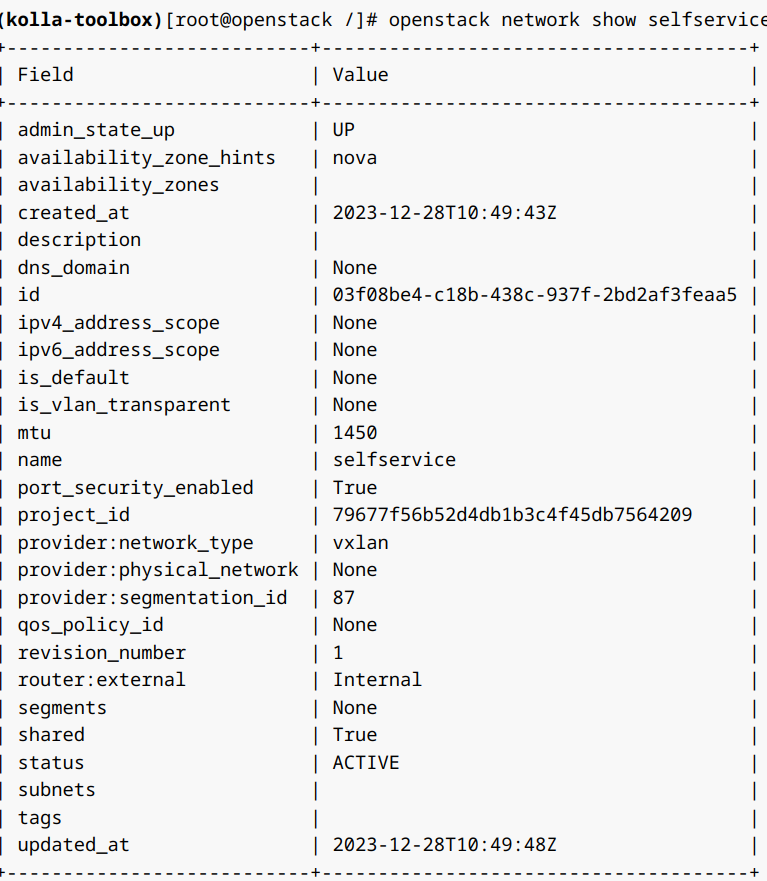 (kolla-toolbox)[root@openstack /]# openstack network show selfservice
+---------------------------+--------------------------------------+
| Field | Value |
+---------------------------+--------------------------------------+
| admin_state_up | UP |
| availability_zone_hints | nova |
| availability_zones | |
| created_at | 2023-12-28T10:49:43Z |
| description | |
| dns_domain | None |
| id | 03f08be4-c18b-438c-937f-2bd2af3feaa5 |
| ipv4_address_scope | None |
| ipv6_address_scope | None |
| is_default | None |
| is_vlan_transparent | None |
| mtu | 1450 |
| name | selfservice |
| port_security_enabled | True |
| project_id | 79677f56b52d4db1b3c4f45db7564209 |
| provider:network_type | vxlan |
| provider:physical_network | None |
| provider:segmentation_id | 87 |
| qos_policy_id | None |
| revision_number | 1 |
| router:external | Internal |
| segments | None |
| shared | True |
| status | ACTIVE |
| subnets | |
| tags | |
| updated_at | 2023-12-28T10:49:48Z |
+---------------------------+--------------------------------------+